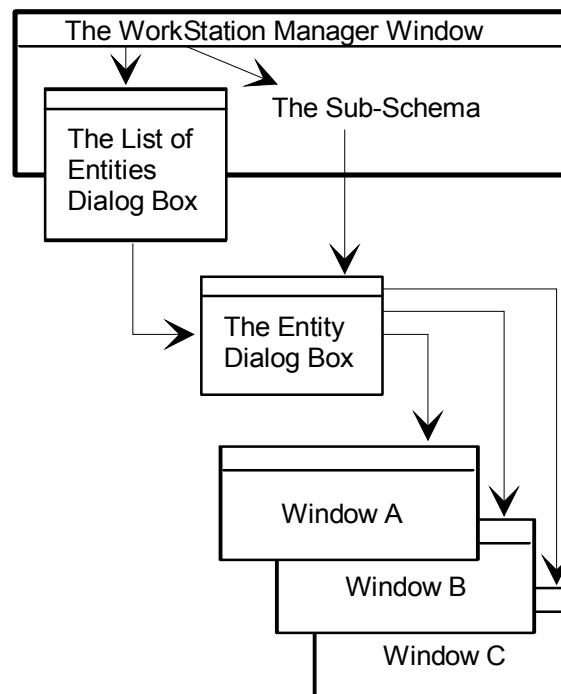 The WorkStation Manager Window
The Sub-Schema
The List of
Entities
Dialog Box
The Entity
Dialog Box
Window A
Window B
Window C